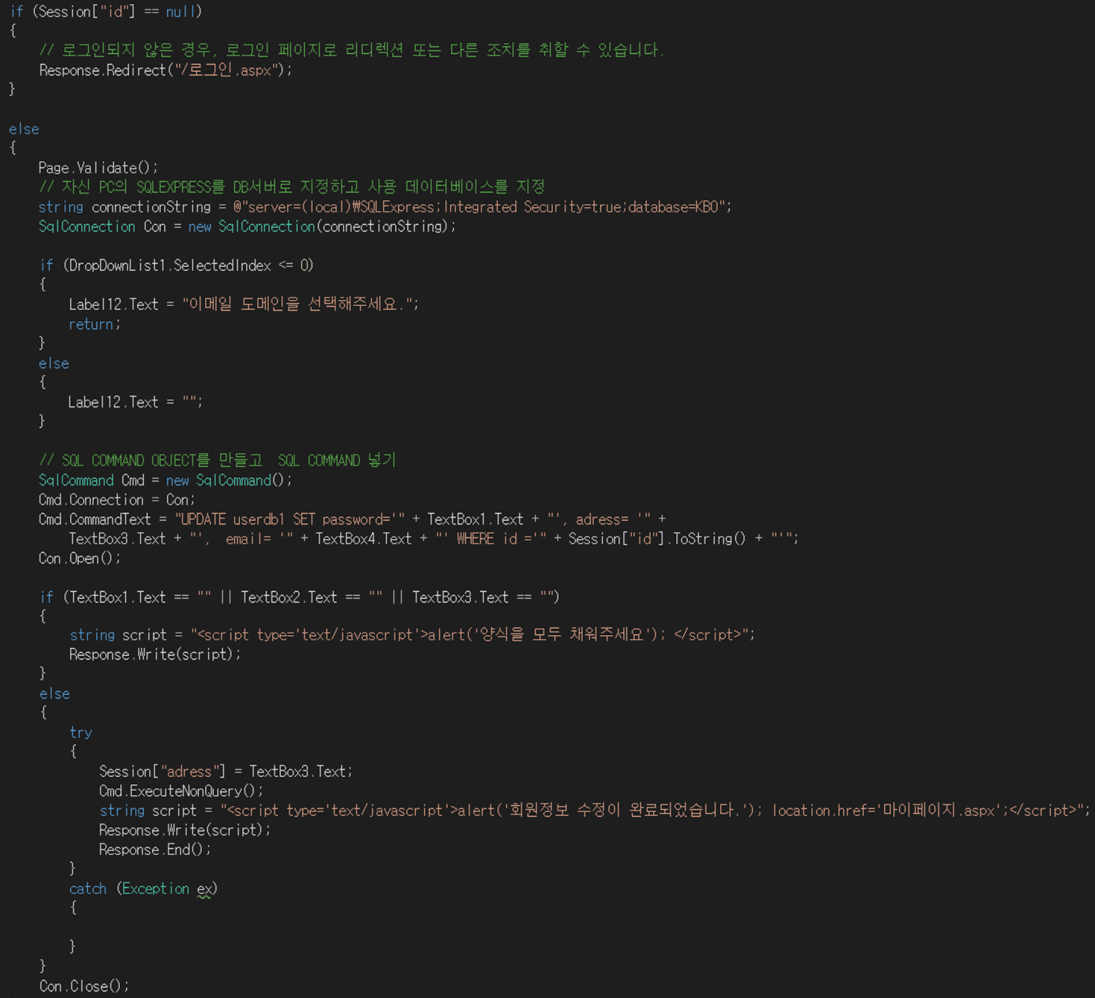 if (Session["id"] == null)
{
// 로그인되지 않은 경우, 로그인 페이지로 리디렉션 또는 다른 조치를 취할 수 있습니다.
Response.Redirect("/로그인.aspx");
}
else
{
Page.Validate();
// 자신 PC의 SQLEXPRESS를 DB서버로 지정하고 사용 데이터베이스를 지정
string connectionString = @"server=(local)₩SQLExpress;Integrated Security=true;database=KBO";
SqlConnection Con = new SqlConnection(connectionString);
if (DropDownList1.SelectedIndex <= 0)
{
Label12.Text = "이메일 도메인을 선택해주세요.";
return;
}
else
{
Label12.Text = "";
}
// SQL COMMAND OBJECT를 만들고  SQL COMMAND 넣기
SqlCommand Cmd = new SqlCommand();
Cmd.Connection = Con;
Cmd.CommandText = "UPDATE userdb1 SET password='" + TextBox1.Text + "', adress= '" +
TextBox3.Text + "',  email= '" + TextBox4.Text + "' WHERE id ='" + Session["id"].ToString() + "'";
Con.Open();
if (TextBox1.Text == "" || TextBox2.Text == "" || TextBox3.Text == "")
{
string script = "<script type='text/javascript'>alert('양식을 모두 채워주세요'); </script>";
Response.Write(script);
}
else
{
try
{
Session["adress"] = TextBox3.Text;
Cmd.ExecuteNonQuery();
string script = "<script type='text/javascript'>alert('회원정보 수정이 완료되었습니다.'); location.href='마이페이지.aspx';</script>";
Response.Write(script);
Response.End();
}
catch (Exception ex)
{
}
}
Con.Close();